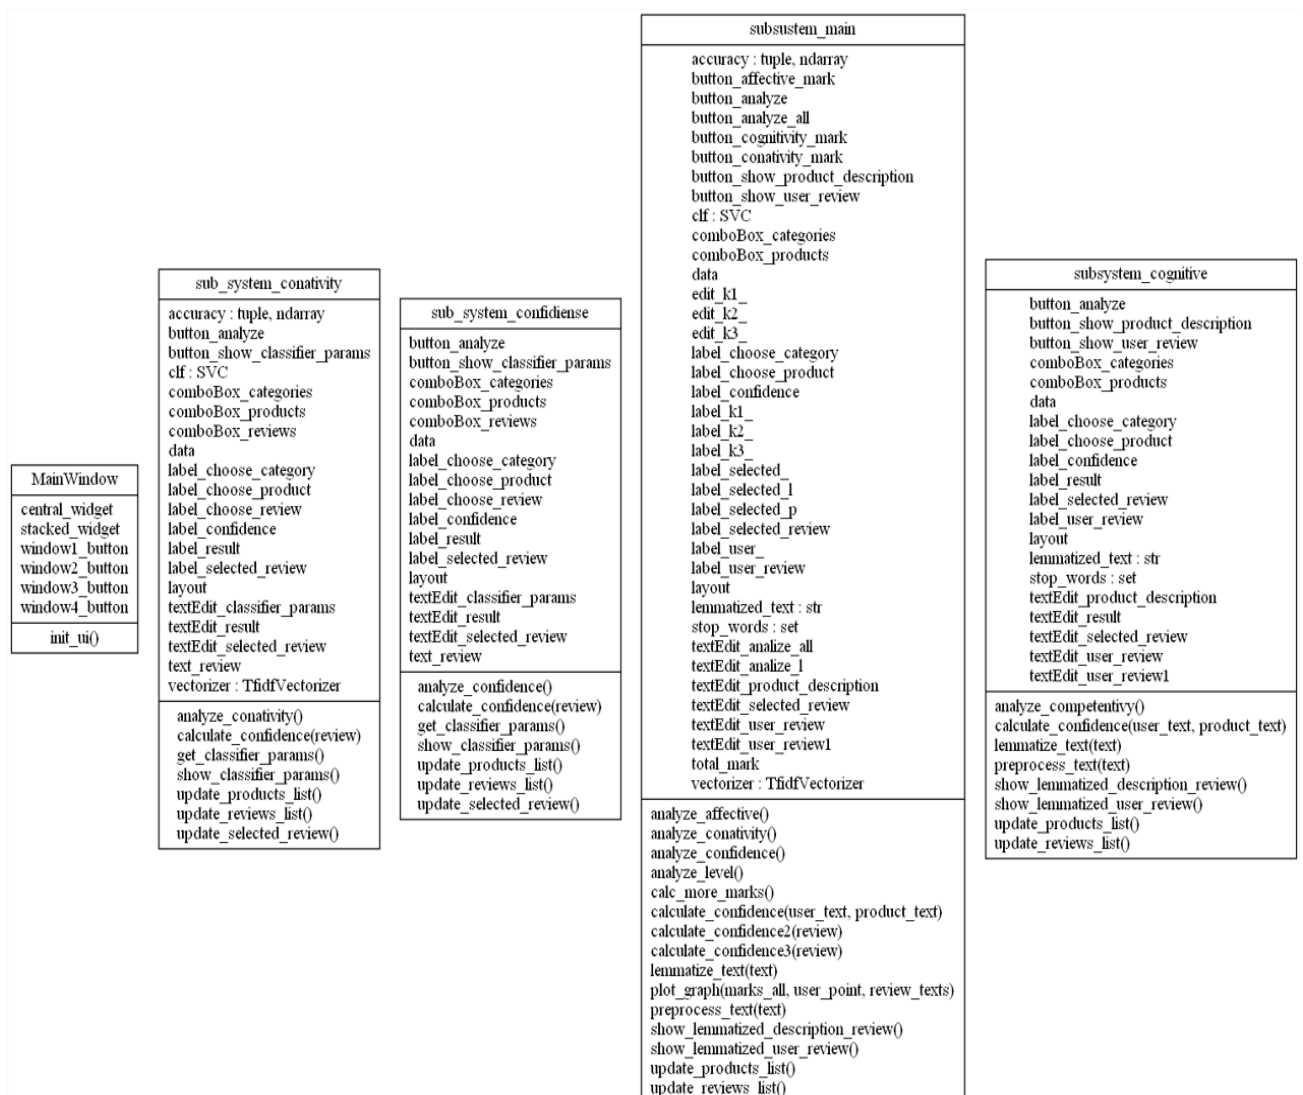 MainWindow
central_widget
stacked_widget
window1_button
window2_button
window3_button
window4_button
init_ui()
sub_system_conativity
accuracy : tuple, ndarray
button_analyze
button_show_classifier_params
clf : SVC
comboBox_categories
comboBox_products
comboBox_reviews
data
label_choose_category
label_choose_product
label_choose_review
label_confidence
label_result
label_selected_review
layout
textEdit_classifier_params
textEdit_result
textEdit_selected_review
text_review
vectorizer : TfidfVectorizer
analyze_conativity()
calculate_confidence(review)
get_classifier_params()
show_classifier_params()
update_products_list()
update_reviews_list()
update_selected_review()
sub_system_confidiense
button_analyze
button_show_classifier_params
comboBox_categories
comboBox_products
comboBox_reviews
data
label_choose_category
label_choose_product
label_choose_review
label_confidence
label_result
label_selected_review
layout
textEdit_classifier_params
textEdit_result
textEdit_selected_review
text_review
analyze_confidence()
calculate_confidence(review)
get_classifier_params()
show_classifier_params()
update_products_list()
update_reviews_list()
update_selected_review()
subsustem_main
accuracy : tuple, ndarray
button_affective_mark
button_analyze
button_analyze_all
button_cognitivity_mark
button_conativity_mark
button_show_product_description
button_show_user_review
clf : SVC
comboBox_categories
comboBox_products
data
edit_k1_
edit_k2_
edit_k3_
label_choose_category
label_choose_product
label_confidence
label_k1_
label_k2_
label_k3_
label_selected_
label_selected_l
label_selected_p
label_selected_review
label_user_
label_user_review
layout
lemmatized_text : str
stop_words : set
textEdit_analize_all
textEdit_analize_l
textEdit_product_description
textEdit_selected_review
textEdit_user_review
textEdit_user_review1
total_mark
vectorizer : TfidfVectorizer
analyze_affective()
analyze_conativity()
analyze_confidence()
analyze_level()
calc_more_marks()
calculate_confidence(user_text, product_text)
calculate_confidence2(review)
calculate_confidence3(review)
lemmatize_text(text)
plot_graph(marks_all, user_point, review_texts)
preprocess_text(text)
show_lemmatized_description_review()
show_lemmatized_user_review()
update_products_list()
update_reviews_list()
subsystem_cognitive
button_analyze
button_show_product_description
button_show_user_review
comboBox_categories
comboBox_products
data
label_choose_category
label_choose_product
label_confidence
label_result
label_selected_review
label_user_review
layout
lemmatized_text : str
stop_words : set
textEdit_product_description
textEdit_result
textEdit_selected_review
textEdit_user_review
textEdit_user_review1
analyze_competentivy()
calculate_confidence(user_text, product_text)
lemmatize_text(text)
preprocess_text(text)
show_lemmatized_description_review()
show_lemmatized_user_review()
update_products_list()
update_reviews_list()